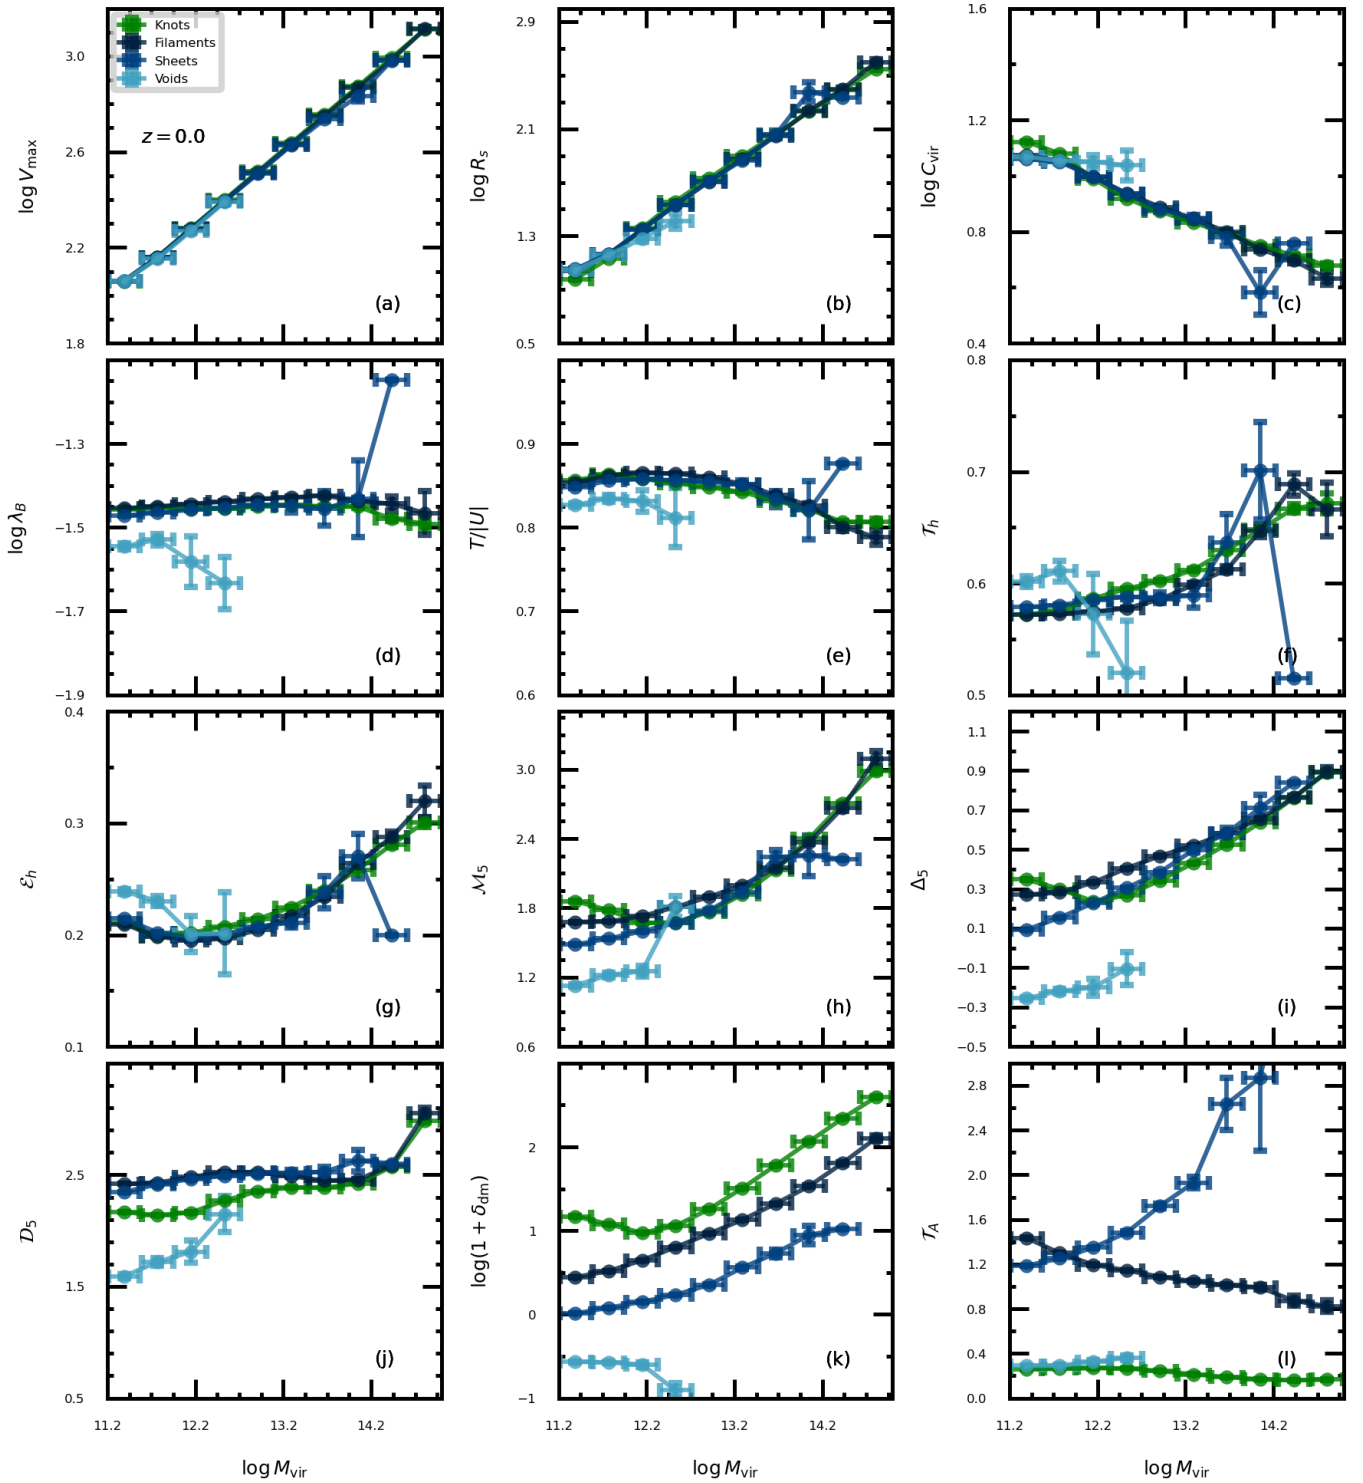 Knots
Filaments
Sheets
Voids
z = 0.0
3.0
2.6
2.2
1.8
log V_max
(a)
2.9
2.1
1.3
0.5
log R_s
(b)
1.6
1.2
0.8
0.4
log C_vir
(c)
−1.3
−1.5
−1.7
−1.9
log λ_B
(d)
0.9
0.8
0.7
0.6
T/|U|
(e)
0.8
0.7
0.6
0.5
𝒯_h
(f)
0.4
0.3
0.2
0.1
ℰ_h
(g)
3.0
2.4
1.8
1.2
0.6
ℳ_5
(h)
1.1
0.9
0.7
0.5
0.3
0.1
−0.1
−0.3
−0.5
Δ_5
(i)
2.5
1.5
0.5
𝒟_5
(j)
11.2 12.2 13.2 14.2
log M_vir
2
1
0
−1
log(1 + δ_dm)
(k)
11.2 12.2 13.2 14.2
log M_vir
2.8
2.4
2.0
1.6
1.2
0.8
0.4
0.0
𝒯_A
(l)
11.2 12.2 13.2 14.2
log M_vir